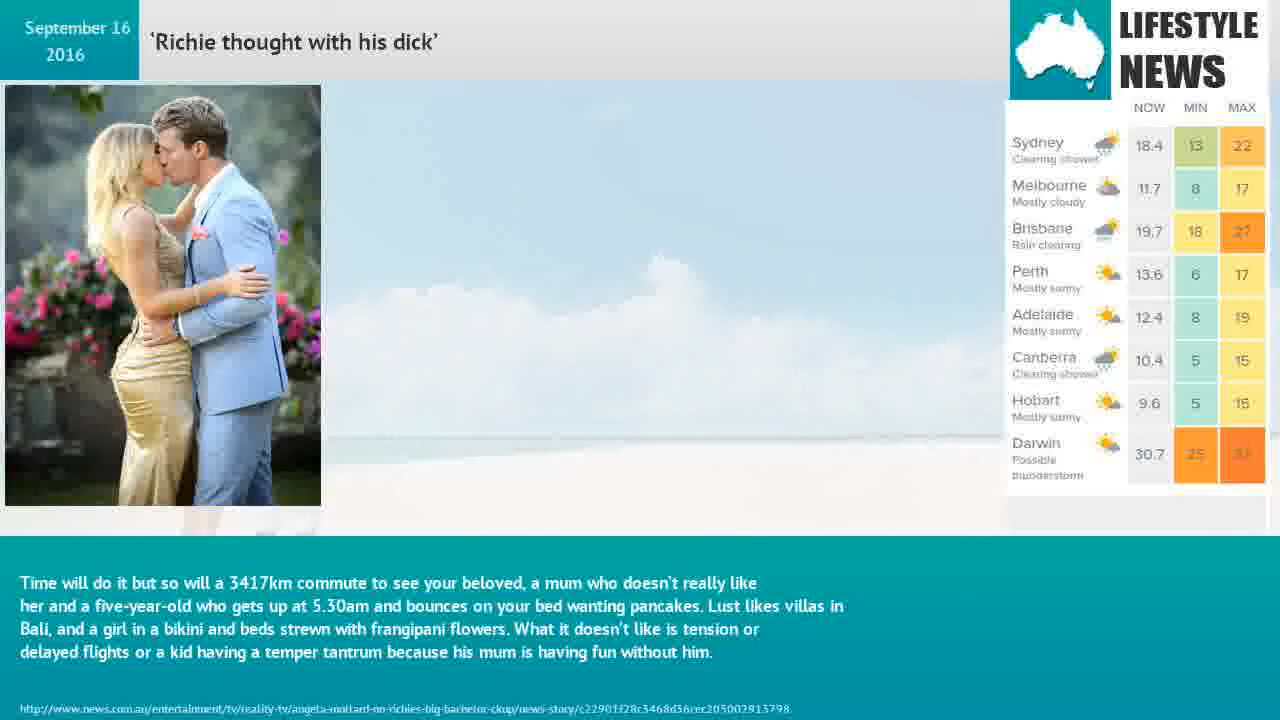 September 16
2016
‘Richie thought with his dick’
LIFESTYLE
NEWS
NOW MIN MAX
Sydney 18.4 13 22
Clearing shower
Melbourne 11.7 8 17
Mostly cloudy
Brisbane 19.7 18 27
Rain clearing
Perth 13.6 6 17
Mostly sunny
Adelaide 12.4 8 19
Mostly sunny
Canberra 10.4 5 15
Clearing shower
Hobart 9.6 5 15
Mostly sunny
Darwin 30.7 25
Possible
thunderstorm
Time will do it but so will a 3417km commute to see your beloved, a mum who doesn’t really like
her and a five-year-old who gets up at 5.30am and bounces on your bed wanting pancakes. Lust likes villas in
Bali, and a girl in a bikini and beds strewn with frangipani flowers. What it doesn’t like is tension or
delayed flights or a kid having a temper tantrum because his mum is having fun without him.